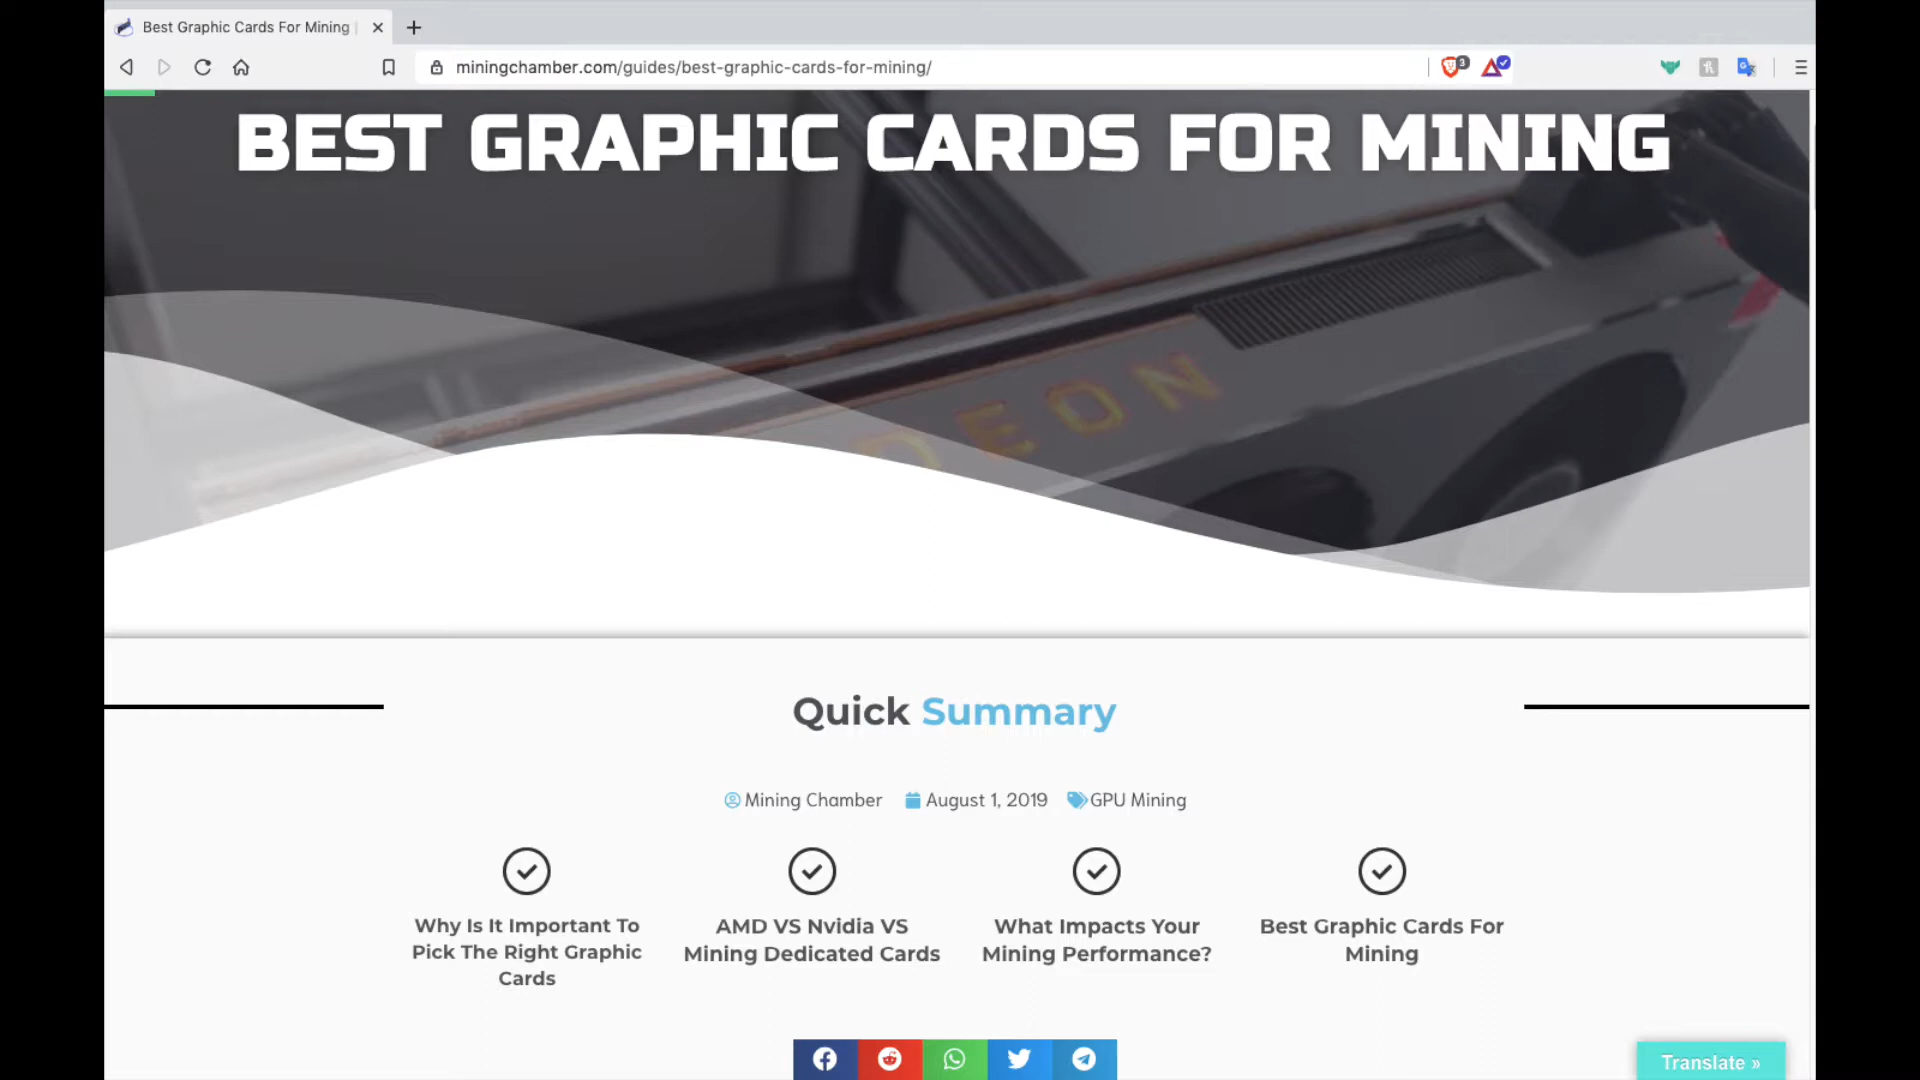 Best Graphic Cards For Mining |
miningchamber.com/guides/best-graphic-cards-for-mining/
3
BEST GRAPHIC CARDS FOR MINING
DEON
Quick Summary
Mining Chamber August 1, 2019 GPU Mining
Why Is It Important To
Pick The Right Graphic
Cards
AMD VS Nvidia VS
Mining Dedicated Cards
What Impacts Your
Mining Performance?
Best Graphic Cards For
Mining
Translate »